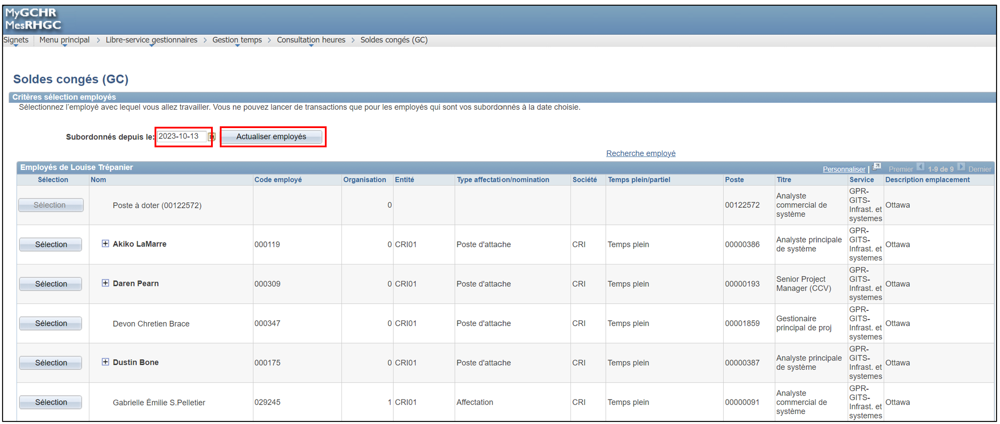 MyGCHR
MesRHGC
Signets Menu principal > Libre-service gestionnaires > Gestion temps > Consultation heures > Soldes congés (GC)
Soldes congés (GC)
Critères sélection employés
Sélectionnez l'employé avec lequel vous allez travailler. Vous ne pouvez lancer de transactions que pour les employés qui sont vos subordonnés à la date choisie.
Subordonnés depuis le: 2023-10-13 Actualiser employés
Recherche employé
Employés de Louise Trépanier Personnaliser | Premier 1-9 de 9 Dernier
Sélection Nom Code employé Organisation Entité Type affectation/nomination Société Temps plein/partiel Poste Titre Service Description emplacement
Sélection Poste à doter (00122572) 0 00122572 Analyste commercial de système GPR-GITS-Infrast. et systemes Ottawa
Sélection Akiko LaMarre 000119 0 CRI01 Poste d'attache CRI Temps plein 00000386 Analyste principale de système GPR-GITS-Infrast. et systemes Ottawa
Sélection Daren Pearn 000309 0 CRI01 Poste d'attache CRI Temps plein 00000193 Senior Project Manager (CCV) GPR-GITS-Infrast. et systemes Ottawa
Sélection Devon Chretien Brace 000347 0 CRI01 Poste d'attache CRI Temps plein 00001859 Gestionaire principal de proj GPR-GITS-Infrast. et systemes Ottawa
Sélection Dustin Bone 000175 0 CRI01 Poste d'attache CRI Temps plein 00000387 Analyste principale de système GPR-GITS-Infrast. et systemes Ottawa
Sélection Gabrielle Émilie S.Pelletier 029245 1 CRI01 Affectation CRI Temps plein 00000091 Analyste commercial de système GPR-GITS-Infrast. et systemes Ottawa